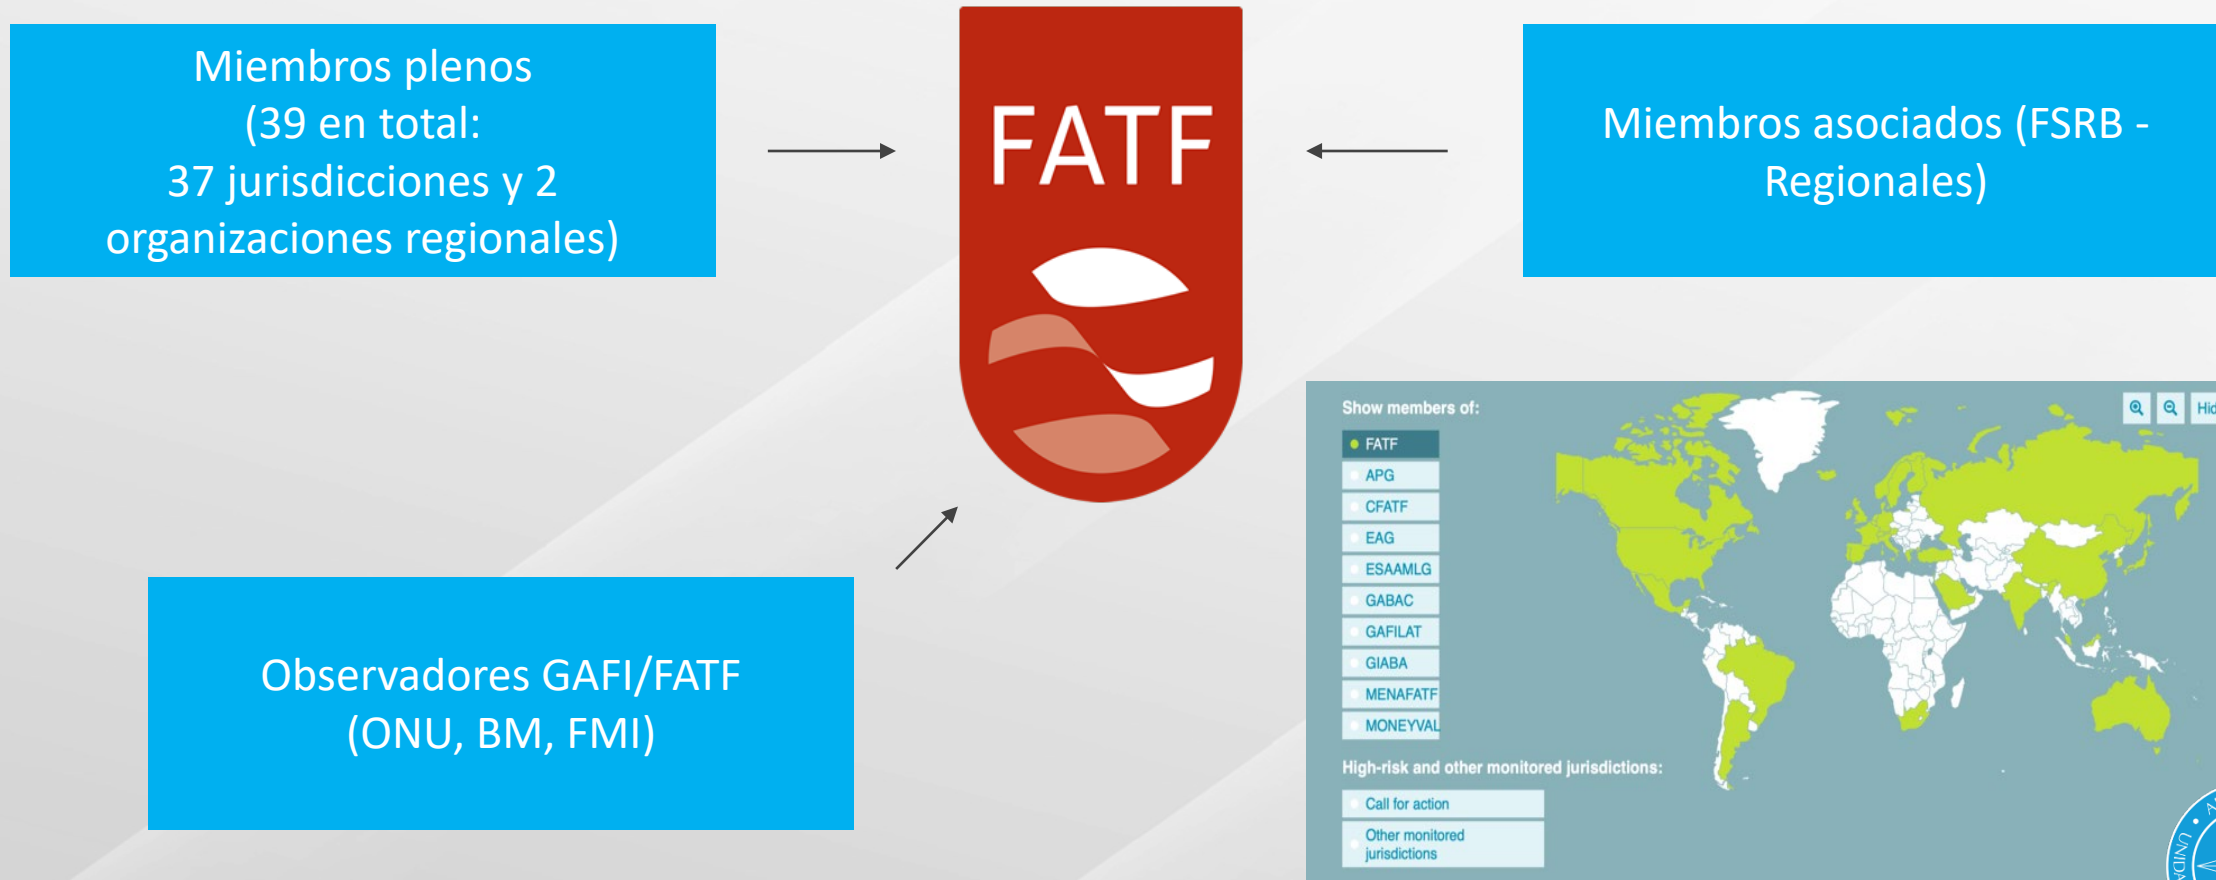 Miembros plenos
(39 en total:
37 jurisdicciones y 2
organizaciones regionales)
FATF
Miembros asociados (FSRB -
Regionales)
Observadores GAFI/FATF
(ONU, BM, FMI)
Show members of:
FATF
APG
CFATF
EAG
ESAAMLG
GABAC
GAFILAT
GIABA
MENAFATF
MONEYVAL
High-risk and other monitored jurisdictions:
Call for action
Other monitored
jurisdictions